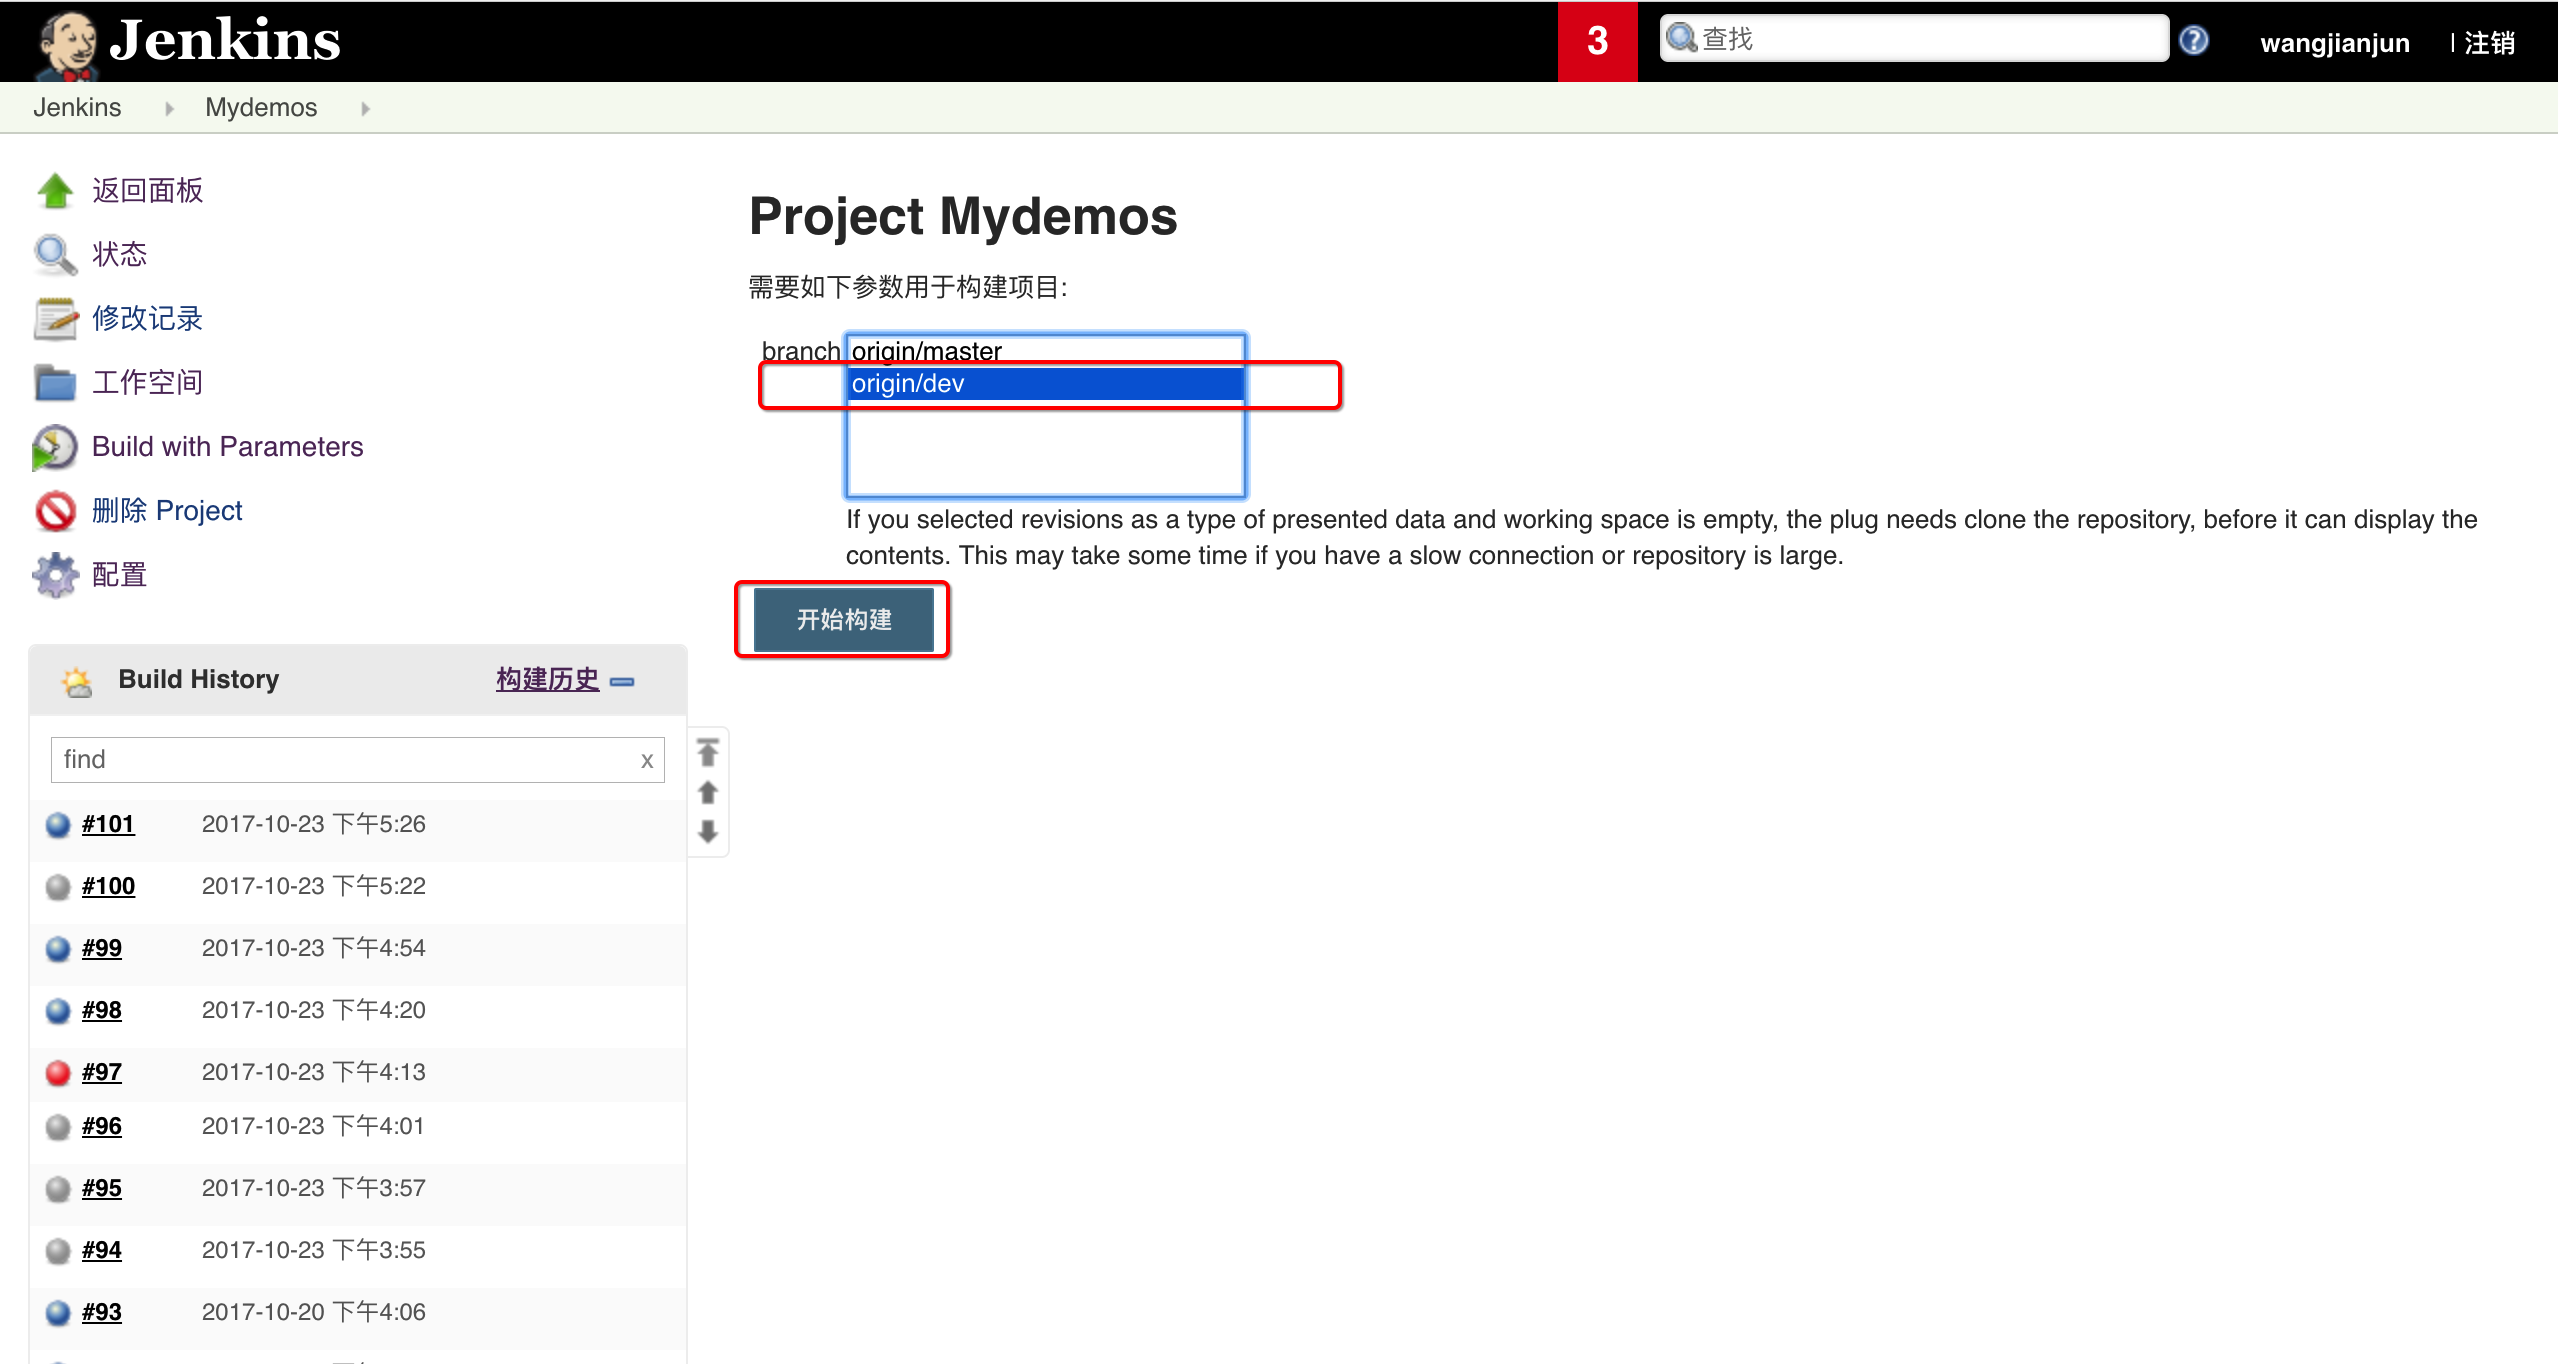 Jenkins
3
查找
wangjianjun
| 注销
Jenkins
Mydemos
返回面板
状态
修改记录
工作空间
Build with Parameters
删除 Project
配置
Project Mydemos
需要如下参数用于构建项目:
branch
origin/master
origin/dev
If you selected revisions as a type of presented data and working space is empty, the plug needs clone the repository, before it can display the
contents. This may take some time if you have a slow connection or repository is large.
开始构建
Build History
构建历史
find
x
#101 2017-10-23 下午5:26
#100 2017-10-23 下午5:22
#99 2017-10-23 下午4:54
#98 2017-10-23 下午4:20
#97 2017-10-23 下午4:13
#96 2017-10-23 下午4:01
#95 2017-10-23 下午3:57
#94 2017-10-23 下午3:55
#93 2017-10-20 下午4:06